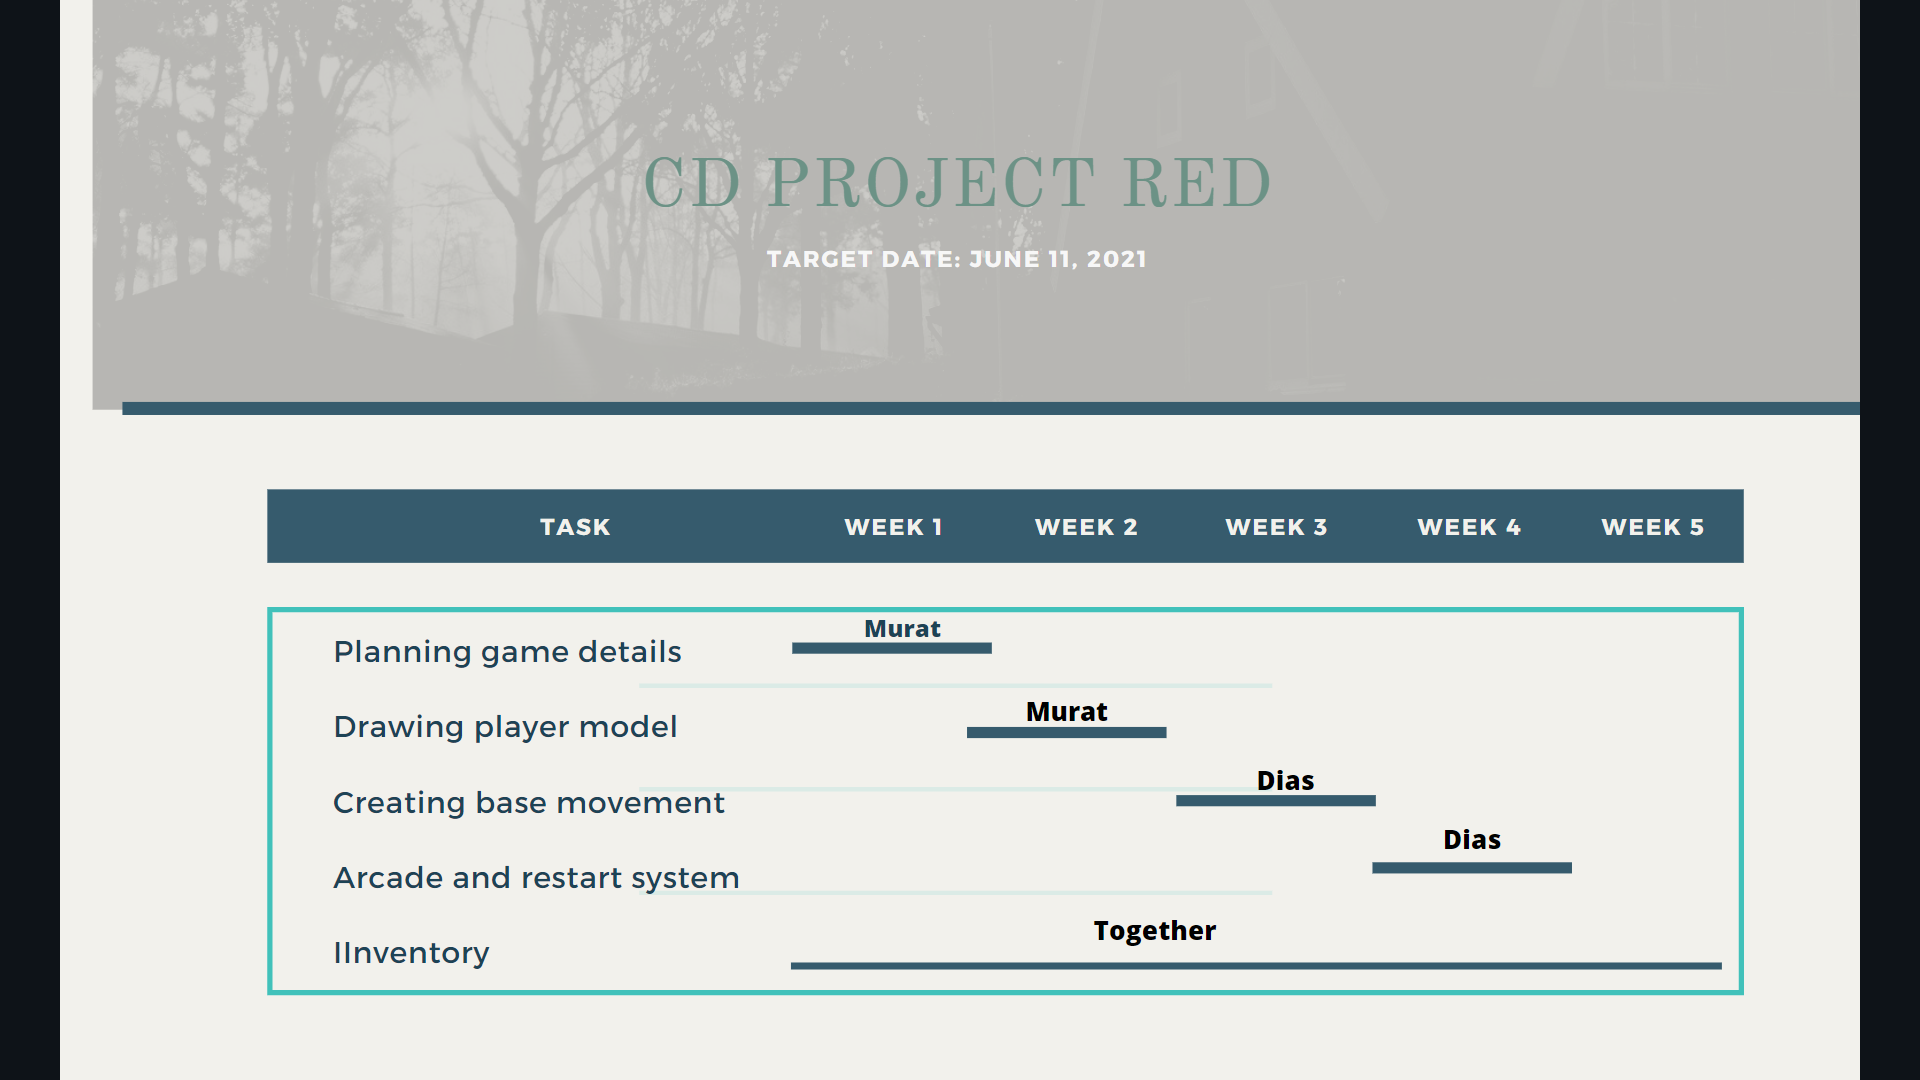 CD PROJECT RED
TARGET DATE: JUNE 11, 2021
TASK WEEK 1 WEEK 2 WEEK 3 WEEK 4 WEEK 5
Planning game details Murat
Drawing player model Murat
Creating base movement Dias
Arcade and restart system Dias
IInventory Together